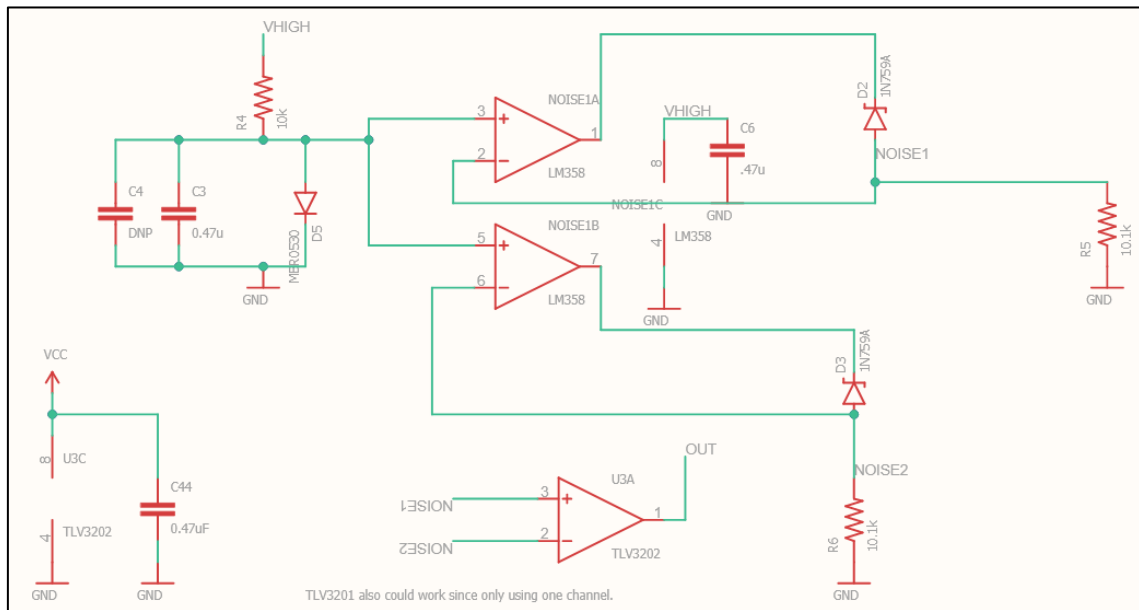 VHIGH
R4
10k
C4
DNP
C3
0.47u
D5
MBR0530
GND
3
2
1
NOISE1A
LM358
VHIGH
C6
.47u
8
NOISE1C
GND
4
LM358
GND
D2
1N759A
NOISE1
R5
10.1k
GND
5
6
7
NOISE1B
LM358
D3
1N759A
NOISE2
R6
10.1k
GND
VCC
8
U3C
4
TLV3202
C44
0.47uF
GND
GND
NOISE1
NOISE2
3
2
1
U3A
TLV3202
OUT
TLV3201 also could work since only using one channel.